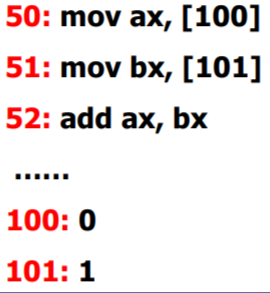 50: mov ax, [100]
51: mov bx, [101]
52: add ax, bx
......
100: 0
101: 1